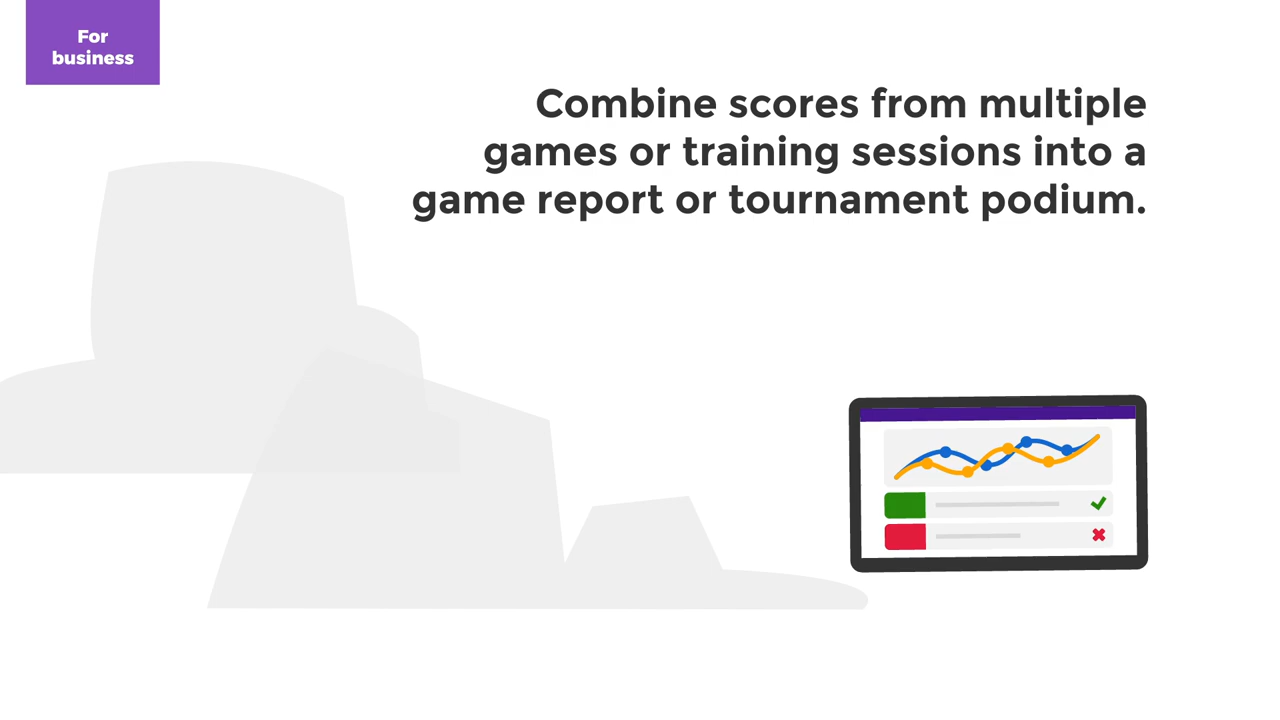 For
business
Combine scores from multiple
games or training sessions into a
game report or tournament podium.